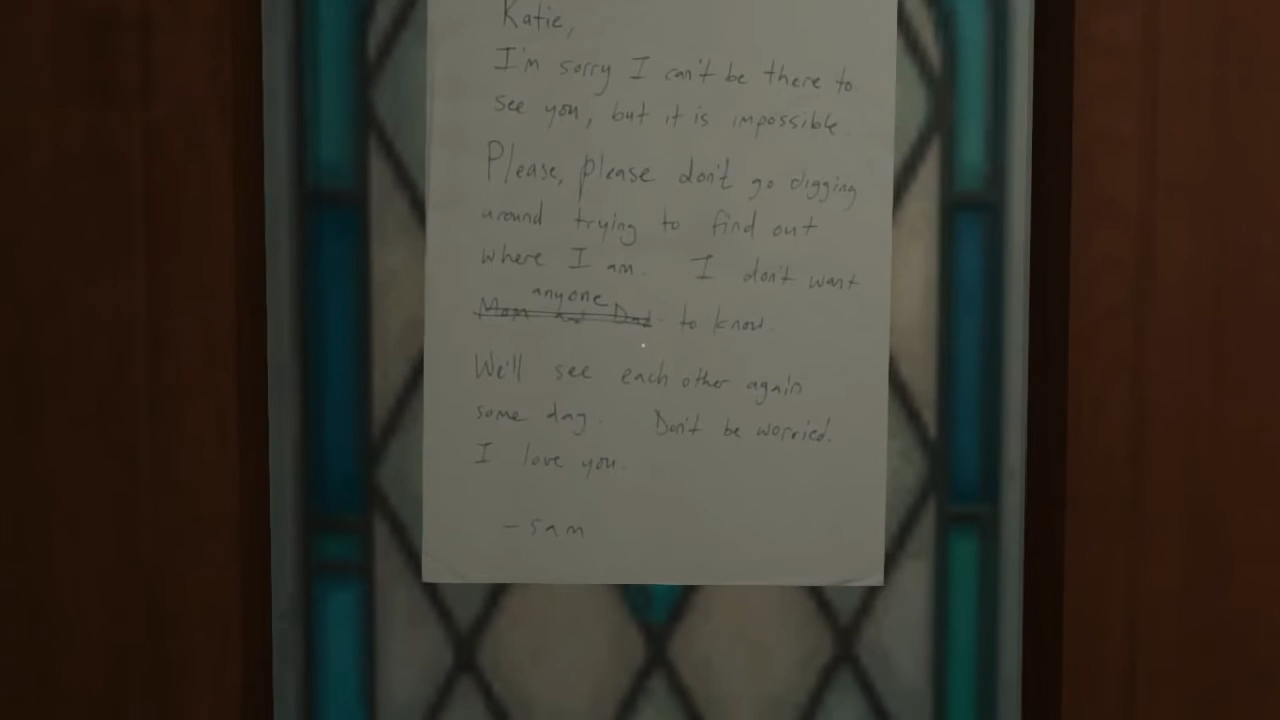 Katie,
I'm sorry I can't be there to
see you, but it is impossible.
Please, please don't go digging
around trying to find out
where I am. I don't want
anyone
Mom and Dad to know.
We'll see each other again
some day. Don't be worried.
I love you.
- Sam